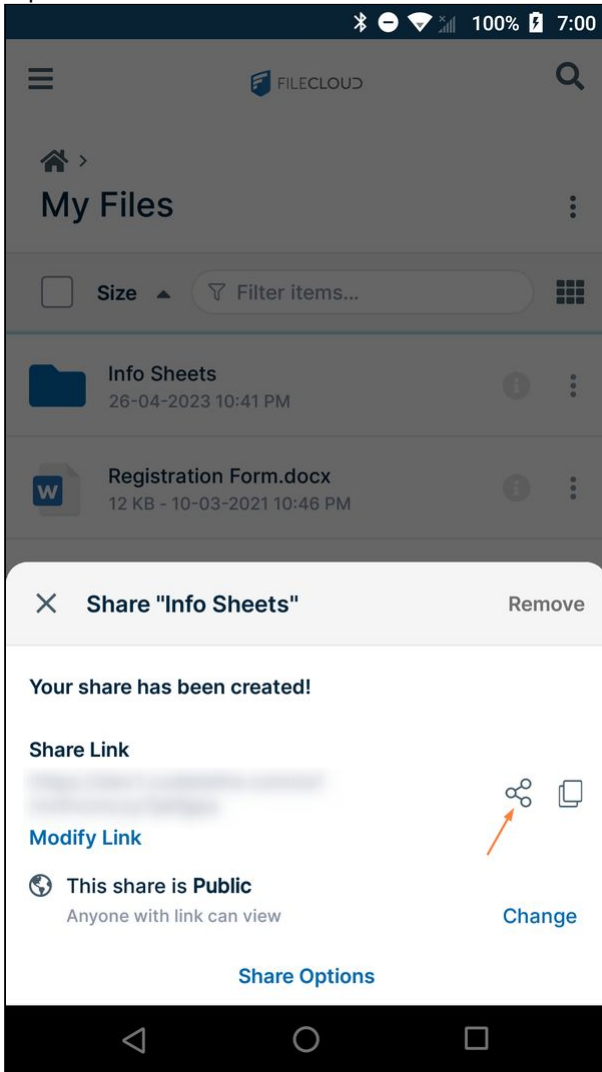 100% 7:00
FILECLOUD
My Files
Size Filter items...
Info Sheets
26-04-2023 10:41 PM
W
Registration Form.docx
12 KB - 10-03-2021 10:46 PM
Share "Info Sheets" Remove
Your share has been created!
Share Link
Modify Link
This share is Public
Anyone with link can view
Change
Share Options